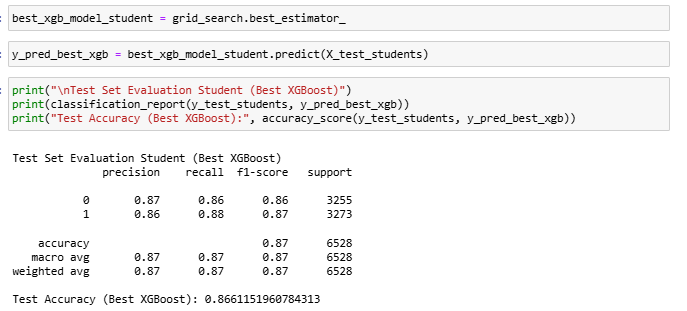 best_xgb_model_student = grid_search.best_estimator_
y_pred_best_xgb = best_xgb_model_student.predict(X_test_students)
print("\nTest Set Evaluation Student (Best XGBoost)")
print(classification_report(y_test_students, y_pred_best_xgb))
print("Test Accuracy (Best XGBoost):", accuracy_score(y_test_students, y_pred_best_xgb))
Test Set Evaluation Student (Best XGBoost)
precision recall f1-score support
0 0.87 0.86 0.86 3255
1 0.86 0.88 0.87 3273
accuracy 0.87 6528
macro avg 0.87 0.87 0.87 6528
weighted avg 0.87 0.87 0.87 6528
Test Accuracy (Best XGBoost): 0.8661151960784313